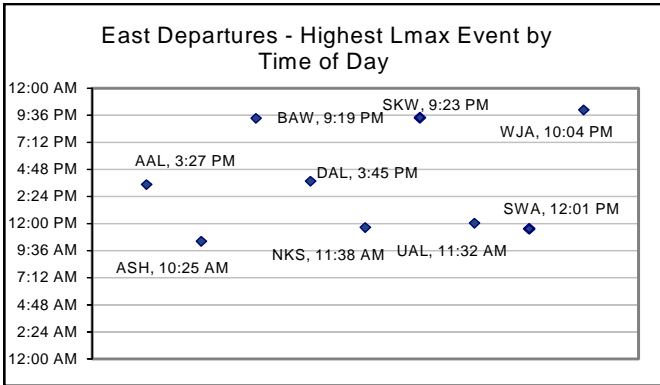 East Departures - Highest Lmax Event by
Time of Day
12:00 AM
9:36 PM
7:12 PM
4:48 PM
2:24 PM
12:00 PM
9:36 AM
7:12 AM
4:48 AM
2:24 AM
12:00 AM
AAL, 3:27 PM
ASH, 10:25 AM
BAW, 9:19 PM
DAL, 3:45 PM
NKS, 11:38 AM
SKW, 9:23 PM
UAL, 11:32 AM
SWA, 12:01 PM
WJA, 10:04 PM